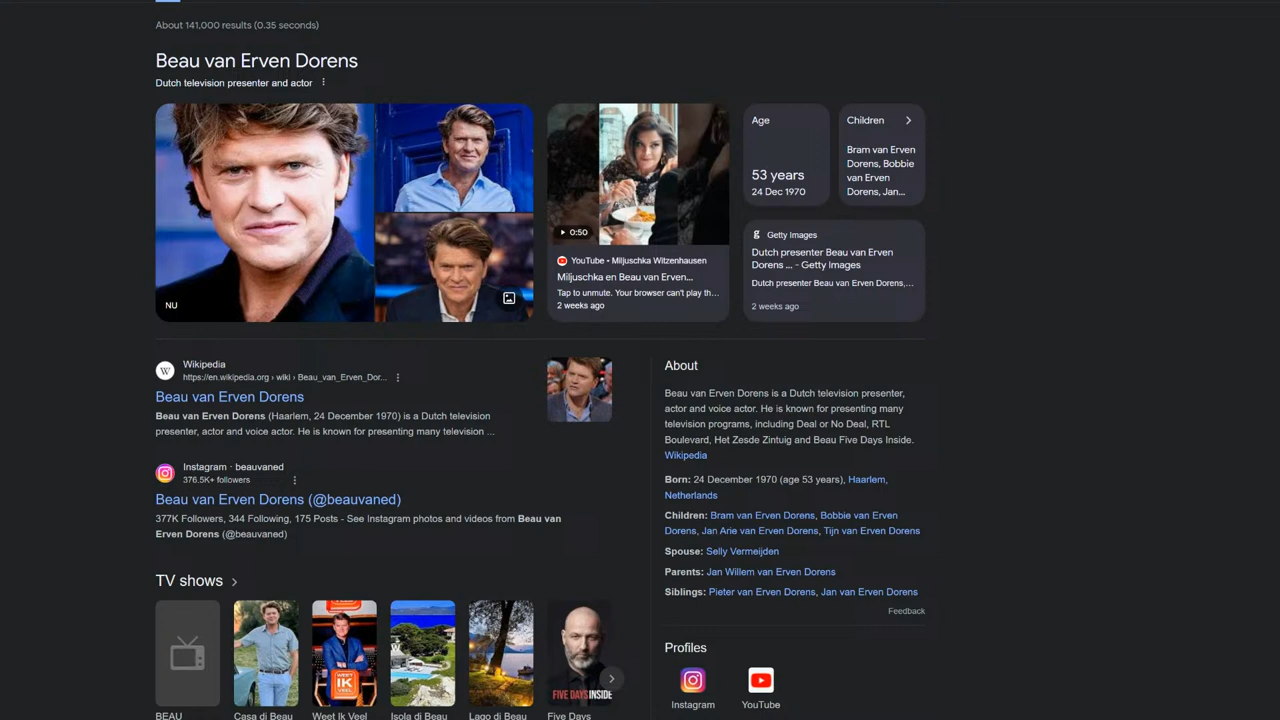 About 141,000 results (0.35 seconds)
Beau van Erven Dorens
Dutch television presenter and actor
NU
0:50
YouTube • Miljuschka Witzenhausen
Miljuschka en Beau van Erven...
Tap to unmute. Your browser can't play th...
2 weeks ago
Age
53 years
24 Dec 1970
Children
Bram van Erven
Dorens, Bobbie
van Erven
Dorens, Jan...
Getty Images
Dutch presenter Beau van Erven
Dorens ... - Getty Images
Dutch presenter Beau van Erven Dorens,...
2 weeks ago
W
Wikipedia
https://en.wikipedia.org › wiki › Beau_van_Erven_Dor...
Beau van Erven Dorens
Beau van Erven Dorens (Haarlem, 24 December 1970) is a Dutch television
presenter, actor and voice actor. He is known for presenting many television ...
Instagram · beauvaned
376.5K+ followers
Beau van Erven Dorens (@beauvaned)
377K Followers, 344 Following, 175 Posts - See Instagram photos and videos from Beau van
Erven Dorens (@beauvaned)
TV shows
WEET
IK
VEEL
FIVE DAYS INSIDE
BEAU
Casa di Beau
Weet Ik Veel
Isola di Beau
Lago di Beau
Five Days
About
Beau van Erven Dorens is a Dutch television presenter,
actor and voice actor. He is known for presenting many
television programs, including Deal or No Deal, RTL
Boulevard, Het Zesde Zintuig and Beau Five Days Inside.
Wikipedia
Born: 24 December 1970 (age 53 years), Haarlem,
Netherlands
Children: Bram van Erven Dorens, Bobbie van Erven
Dorens, Jan Arie van Erven Dorens, Tijn van Erven Dorens
Spouse: Selly Vermeijden
Parents: Jan Willem van Erven Dorens
Siblings: Pieter van Erven Dorens, Jan van Erven Dorens
Feedback
Profiles
Instagram
YouTube